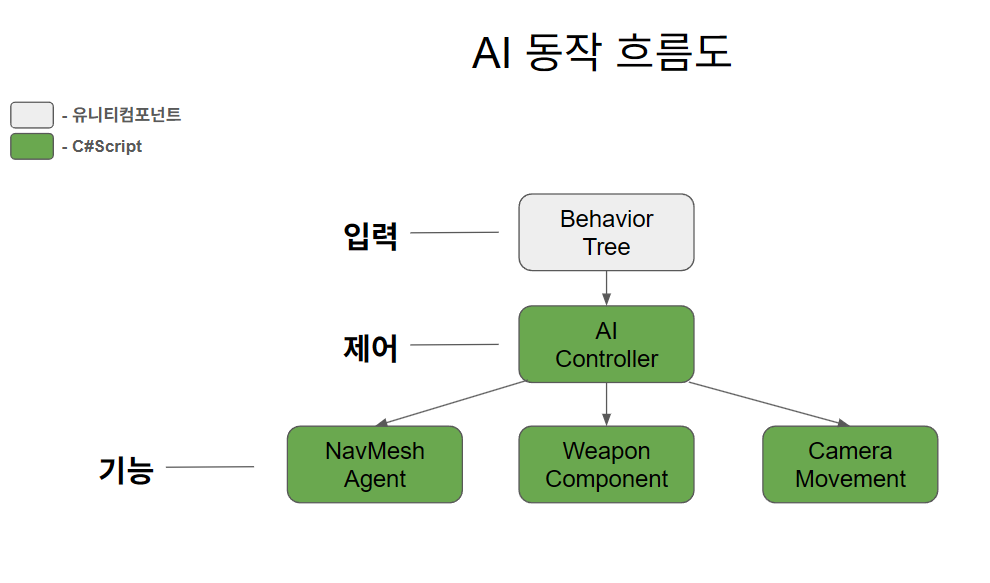 AI 동작 흐름도
- 유니티컴포넌트
- C#Script
입력
Behavior
Tree
제어
AI
Controller
기능
NavMesh
Agent
Weapon
Component
Camera
Movement